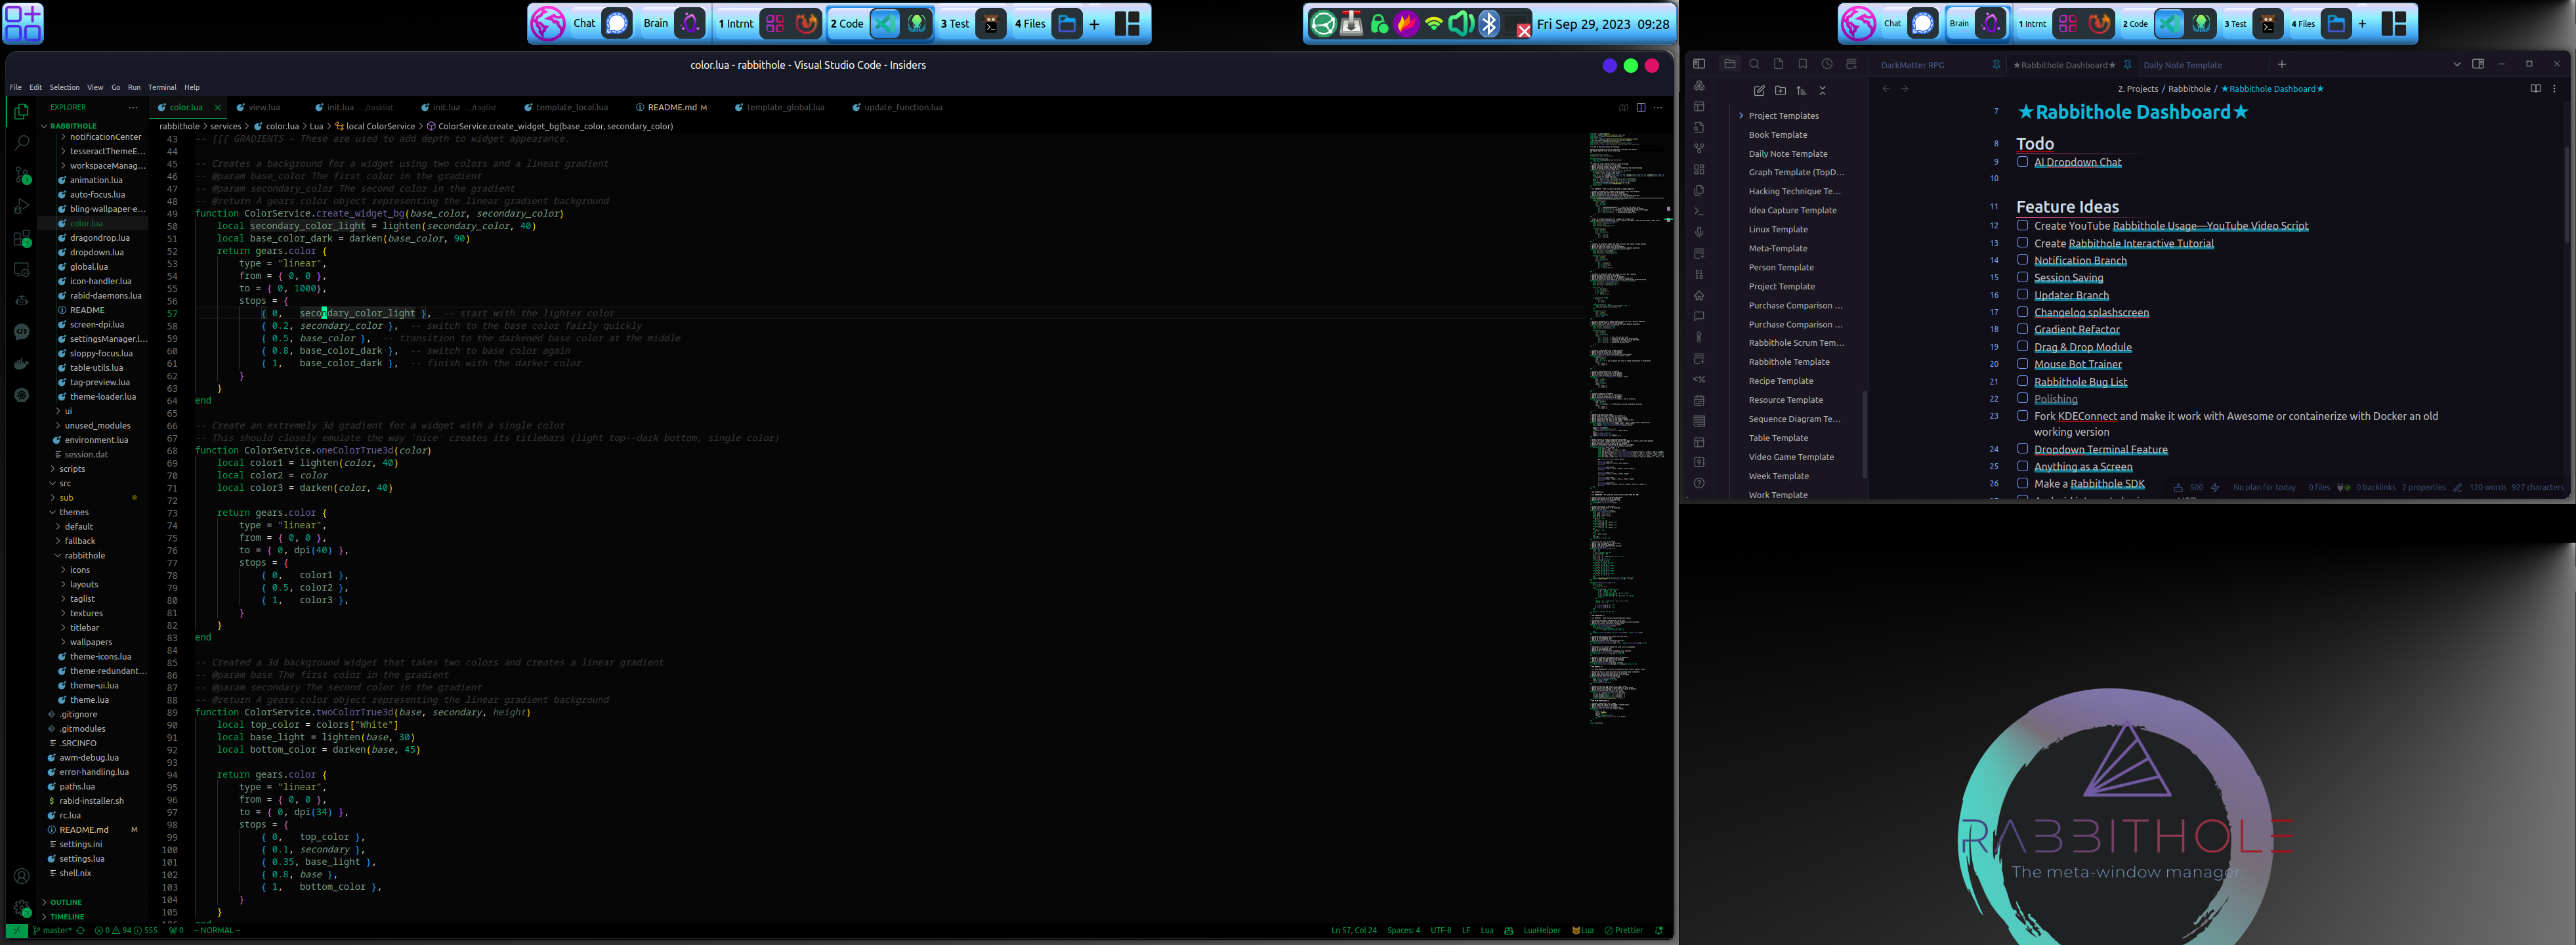 Chat
Brain
1 Intrnt
2 Code
3 Test
4 Files
+
Fri Sep 29, 2023 09:28
color.lua - rabbithole - Visual Studio Code - Insiders
File Edit Selection View Go Run Terminal Help
EXPLORER
RABBITHOLE
notificationCenter
tesseractThemeE...
workspaceManag...
animation.lua
auto-focus.lua
bling-wallpaper-e...
color.lua
dragondrop.lua
dropdown.lua
global.lua
icon-handler.lua
rabid-daemons.lua
README
screen-dpi.lua
settingsManager.l...
sloppy-focus.lua
table-utils.lua
tag-preview.lua
theme-loader.lua
ui
unused_modules
environment.lua
session.dat
scripts
src
sub
themes
default
fallback
rabbithole
icons
layouts
taglist
textures
titlebar
wallpapers
theme-icons.lua
theme-redundant...
theme-ui.lua
theme.lua
.gitignore
.gitmodules
.SRCINFO
awm-debug.lua
error-handling.lua
paths.lua
rabid-installer.sh
rc.lua
README.md M
settings.ini
settings.lua
shell.nix
OUTLINE
TIMELINE
color.lua
view.lua
init.lua .../tasklist
init.lua .../taglist
template_local.lua
README.md M
template_global.lua
update_function.lua
rabbithole > services > color.lua > Lua > local ColorService > ColorService.create_widget_bg(base_color, secondary_color)
43 -- [[[ GRADIENTS - These are used to add depth to widget appearance.
44
45 -- Creates a background for a widget using two colors and a linear gradient
46 -- @param base_color The first color in the gradient
47 -- @param secondary_color The second color in the gradient
48 -- @return A gears.color object representing the linear gradient background
49 function ColorService.create_widget_bg(base_color, secondary_color)
50 local secondary_color_light = lighten(secondary_color, 40)
51 local base_color_dark = darken(base_color, 90)
52 return gears.color {
53 type = "linear",
54 from = { 0, 0 },
55 to = { 0, 1000},
56 stops = {
57 { 0, secondary_color_light }, -- start with the lighter color
58 { 0.2, secondary_color }, -- switch to the base color fairly quickly
59 { 0.5, base_color }, -- transition to the darkened base color at the middle
60 { 0.8, base_color_dark }, -- switch to base color again
61 { 1, base_color_dark }, -- finish with the darker color
62 }
63 }
64 end
65
66 -- Create an extremely 3d gradient for a widget with a single color
67 -- This should closely emulate the way 'nice' creates its titlebars (light top--dark bottom, single color)
68 function ColorService.oneColorTrue3d(color)
69 local color1 = lighten(color, 40)
70 local color2 = color
71 local color3 = darken(color, 40)
72
73 return gears.color {
74 type = "linear",
75 from = { 0, 0 },
76 to = { 0, dpi(40) },
77 stops = {
78 { 0, color1 },
79 { 0.5, color2 },
80 { 1, color3 },
81 }
82 }
83 end
84
85 -- Created a 3d background widget that takes two colors and creates a linear gradient
86 -- @param base The first color in the gradient
87 -- @param secondary The second color in the gradient
88 -- @return A gears.color object representing the linear gradient background
89 function ColorService.twoColorTrue3d(base, secondary, height)
90 local top_color = colors["White"]
91 local base_light = lighten(base, 30)
92 local bottom_color = darken(base, 45)
93
94 return gears.color {
95 type = "linear",
96 from = { 0, 0 },
97 to = { 0, dpi(34) },
98 stops = {
99 { 0, top_color },
100 { 0.1, secondary },
101 { 0.35, base_light },
102 { 0.8, base },
103 { 1, bottom_color },
104 }
105 }
master* 0 94 555 0 -- NORMAL --
Ln 57, Col 24 Spaces: 4 UTF-8 LF Lua LuaHelper Lua Prettier
Chat
Brain
1 Intrnt
2 Code
3 Test
4 Files
+
DarkMatter RPG
★Rabbithole Dashboard★
Daily Note Template
2. Projects / Rabbithole / ★Rabbithole Dashboard★
Project Templates
Book Template
Daily Note Template
Graph Template (TopD...
Hacking Technique Te...
Idea Capture Template
Linux Template
Meta-Template
Person Template
Project Template
Purchase Comparison ...
Purchase Comparison ...
Rabbithole Scrum Tem...
Rabbithole Template
Recipe Template
Resource Template
Sequence Diagram Te...
Table Template
Video Game Template
Week Template
Work Template
7 ★Rabbithole Dashboard★
8 Todo
9 AI Dropdown Chat
10
11 Feature Ideas
12 Create YouTube Rabbithole Usage—YouTube Video Script
13 Create Rabbithole Interactive Tutorial
14 Notification Branch
15 Session Saving
16 Updater Branch
17 Changelog splashscreen
18 Gradient Refactor
19 Drag & Drop Module
20 Mouse Bot Trainer
21 Rabbithole Bug List
22 Polishing
23 Fork KDEConnect and make it work with Awesome or containerize with Docker an old
working version
24 Dropdown Terminal Feature
25 Anything as a Screen
26 Make a Rabbithole SDK
500 No plan for today 0 files 0 backlinks 2 properties 120 words 927 characters
RABBITHOLE
The meta-window manager.